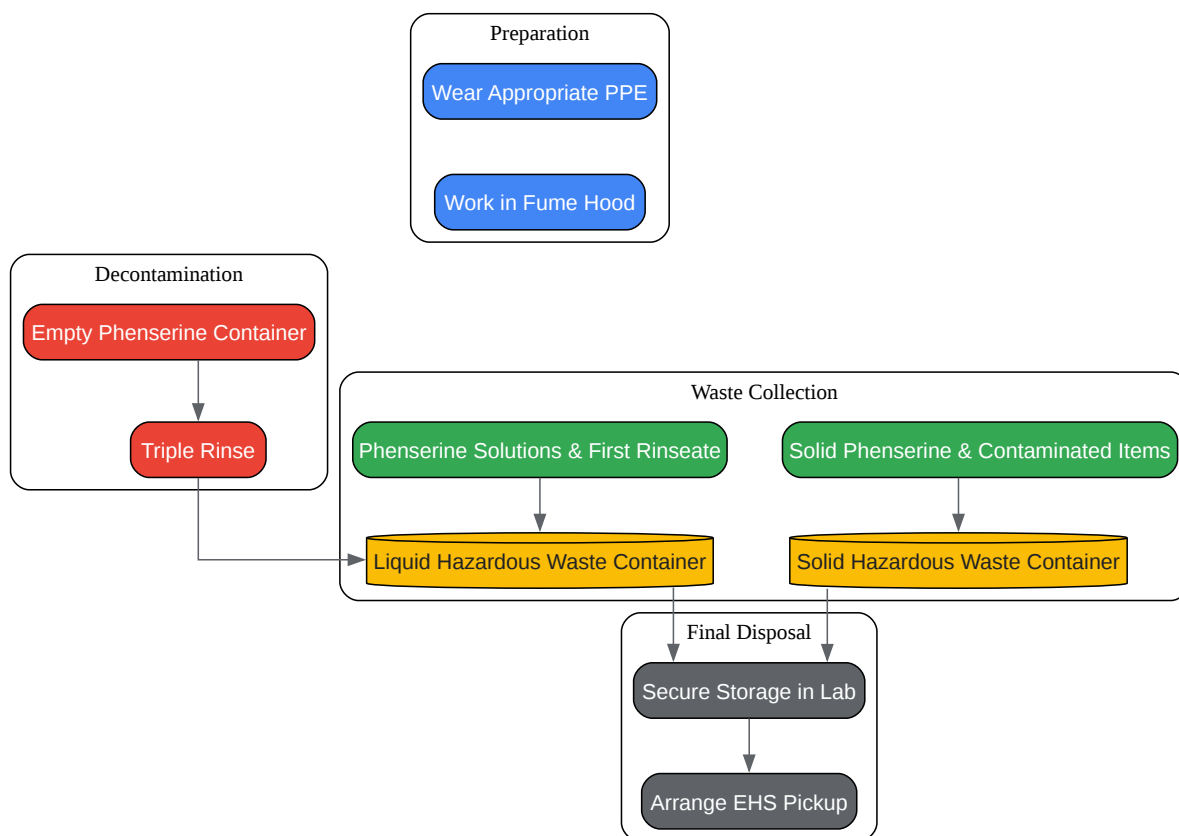 Preparation
Wear Appropriate PPE
Work in Fume Hood
Decontamination
Empty Phenserine Container
Triple Rinse
Waste Collection
Phenserine Solutions & First Rinseate
Solid Phenserine & Contaminated Items
Liquid Hazardous Waste Container
Solid Hazardous Waste Container
Final Disposal
Secure Storage in Lab
Arrange EHS Pickup